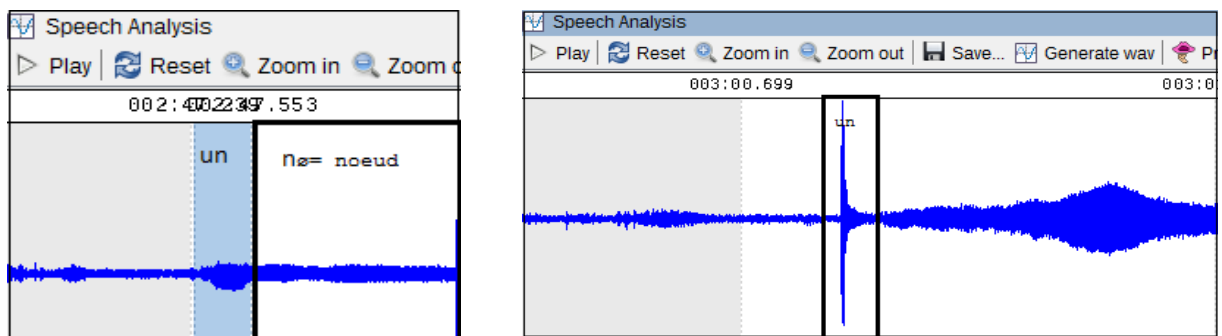 Speech Analysis
Play Reset Zoom in Zoom
un
nø= noeud
Speech Analysis
Play Reset Zoom in Zoom out Save... Generate wav
003:00.699
un